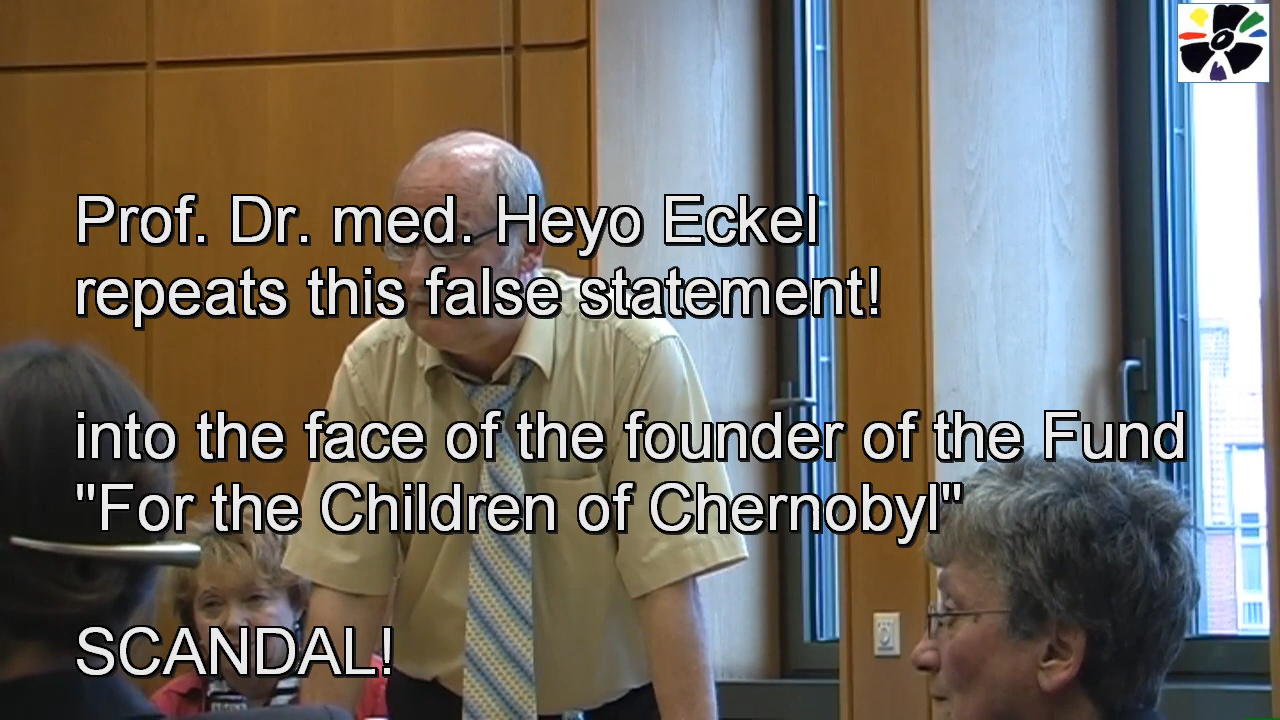 Prof. Dr. med. Heyo Eckel
repeats this false statement!
into the face of the founder of the Fund
"For the Children of Chernobyl"
SCANDAL!